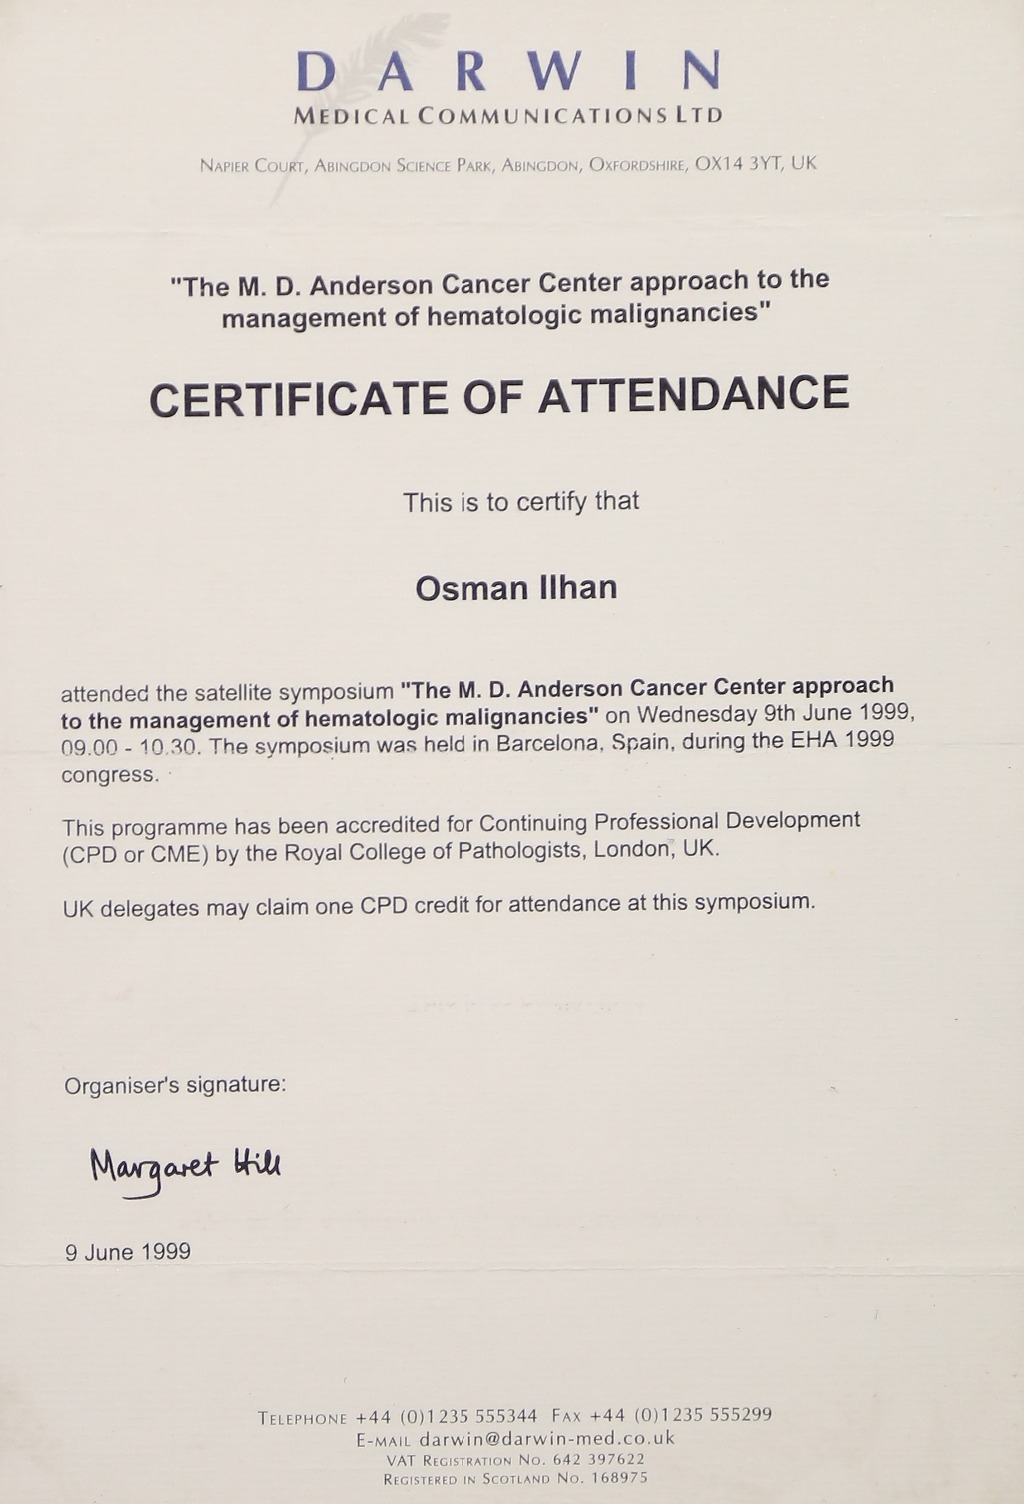 DARWIN
MEDICAL COMMUNICATIONS LTD
NAPIER COURT, ABINGDON SCIENCE PARK, ABINGDON, OXFORDSHIRE, OX14 3YT, UK
"The M. D. Anderson Cancer Center approach to the
management of hematologic malignancies"
CERTIFICATE OF ATTENDANCE
This is to certify that
Osman Ilhan
attended the satellite symposium "The M. D. Anderson Cancer Center approach
to the management of hematologic malignancies" on Wednesday 9th June 1999,
09.00 - 10.30. The symposium was held in Barcelona, Spain, during the EHA 1999
congress.
This programme has been accredited for Continuing Professional Development
(CPD or CME) by the Royal College of Pathologists, London, UK.
UK delegates may claim one CPD credit for attendance at this symposium.
Organiser's signature:
Margaret Hill
9 June 1999
TELEPHONE +44 (0)1235 555344 FAX +44 (0)1235 555299
E-MAIL darwin@darwin-med.co.uk
VAT REGISTRATION NO. 642 397622
REGISTERED IN SCOTLAND NO. 168975